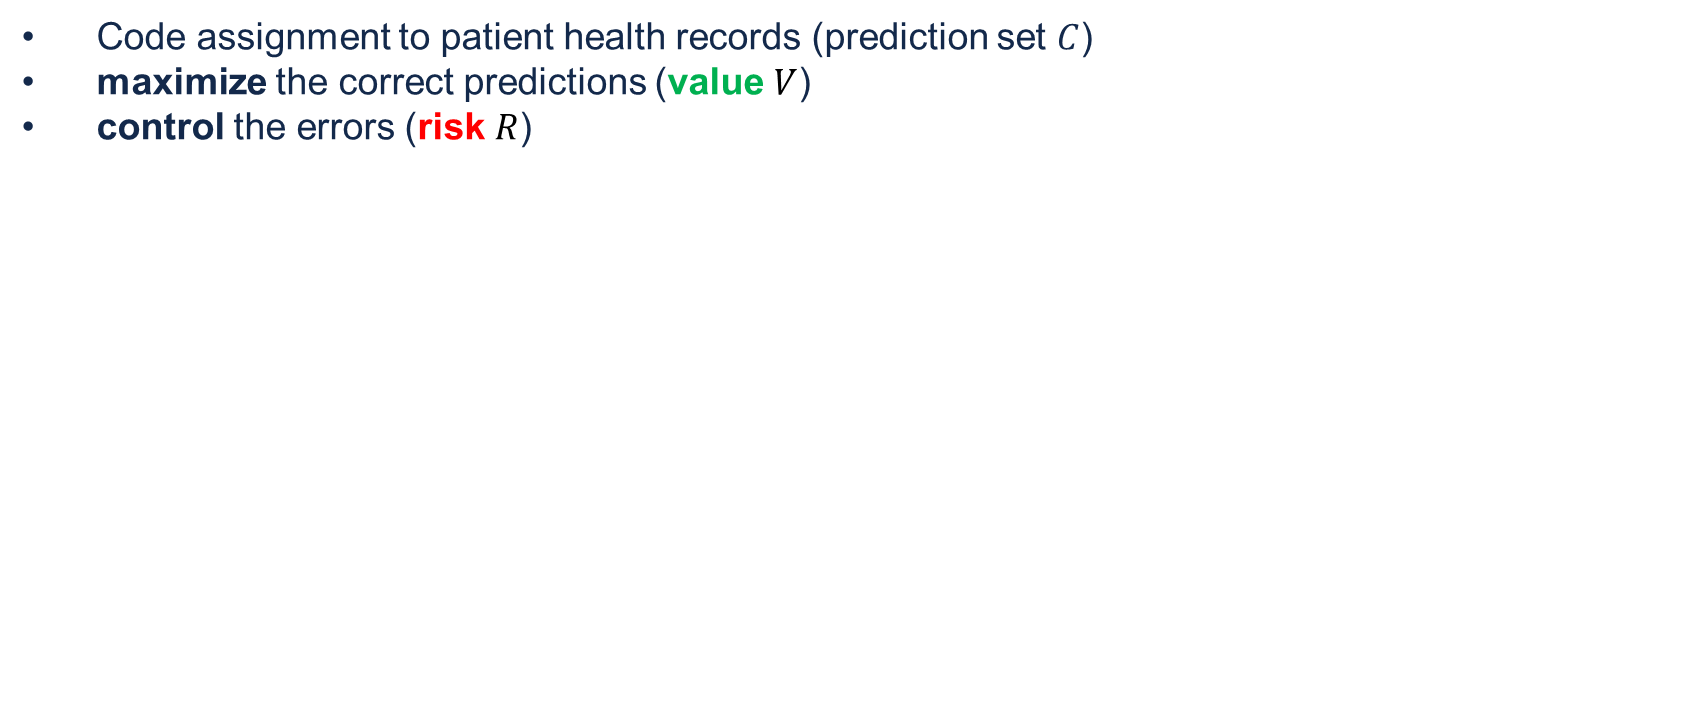 • Code assignment to patient health records (prediction set C)
• maximize the correct predictions (value V)
• control the errors (risk R)